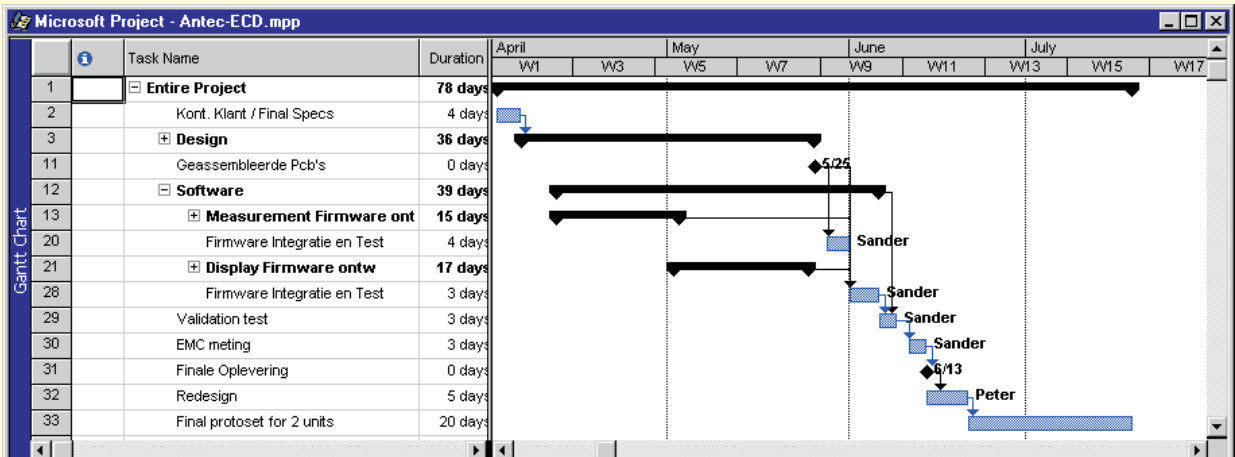 Microsoft Project - Antec-ECD.mpp
Task Name Duration April May June July
W1 W3 W5 W7 W9 W11 W13 W15 W17
1 Entire Project 78 days
2 Kont. Klant / Final Specs 4 days
3 Design 36 days
11 Geassembleerde Pcb's 0 days 5/25
12 Software 39 days
13 Measurement Firmware ont 15 days
20 Firmware Integratie en Test 4 days Sander
21 Display Firmware ontw 17 days
28 Firmware Integratie en Test 3 days Sander
29 Validation test 3 days Sander
30 EMC meting 3 days Sander
31 Finale Oplevering 0 days 6/13
32 Redesign 5 days Peter
33 Final protoset for 2 units 20 days
Gantt Chart